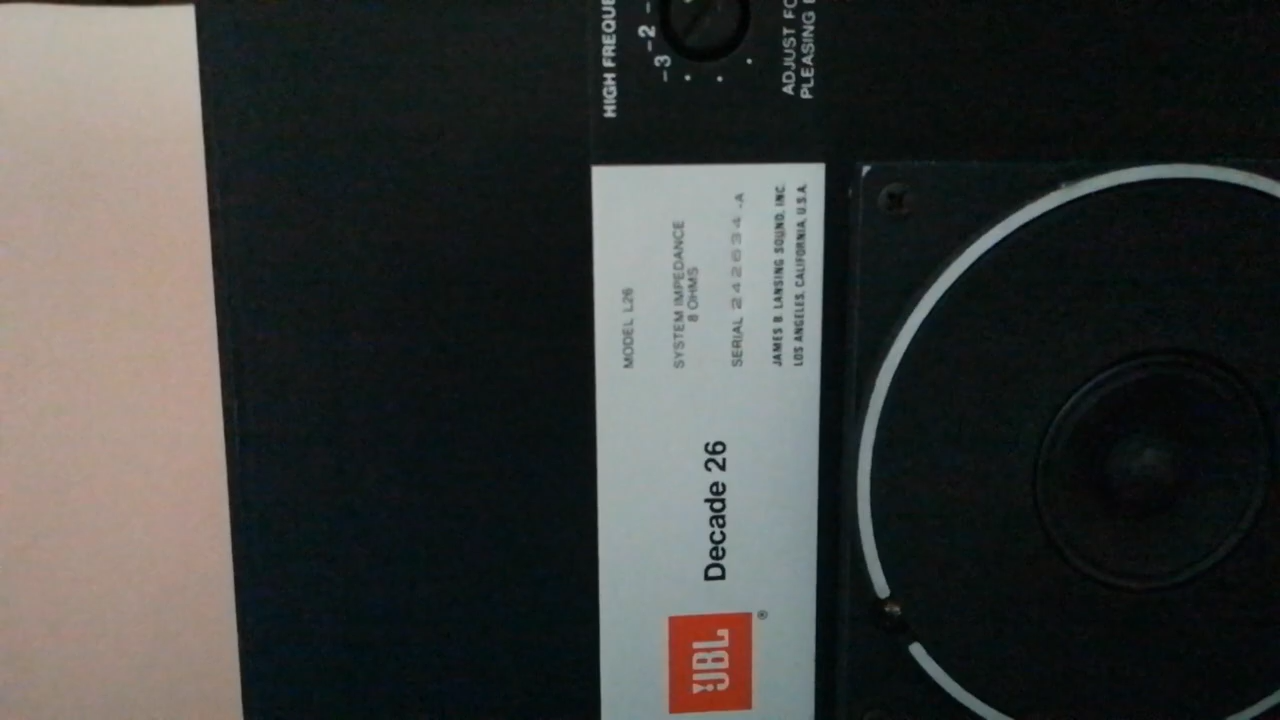 HIGH FREQUE
-3 -2 -
ADJUST FO
PLEASING
JBL®
Decade 26
MODEL L26
SYSTEM IMPEDANCE
8 OHMS
SERIAL 242634-A
JAMES B. LANSING SOUND, INC.
LOS ANGELES, CALIFORNIA, U.S.A.